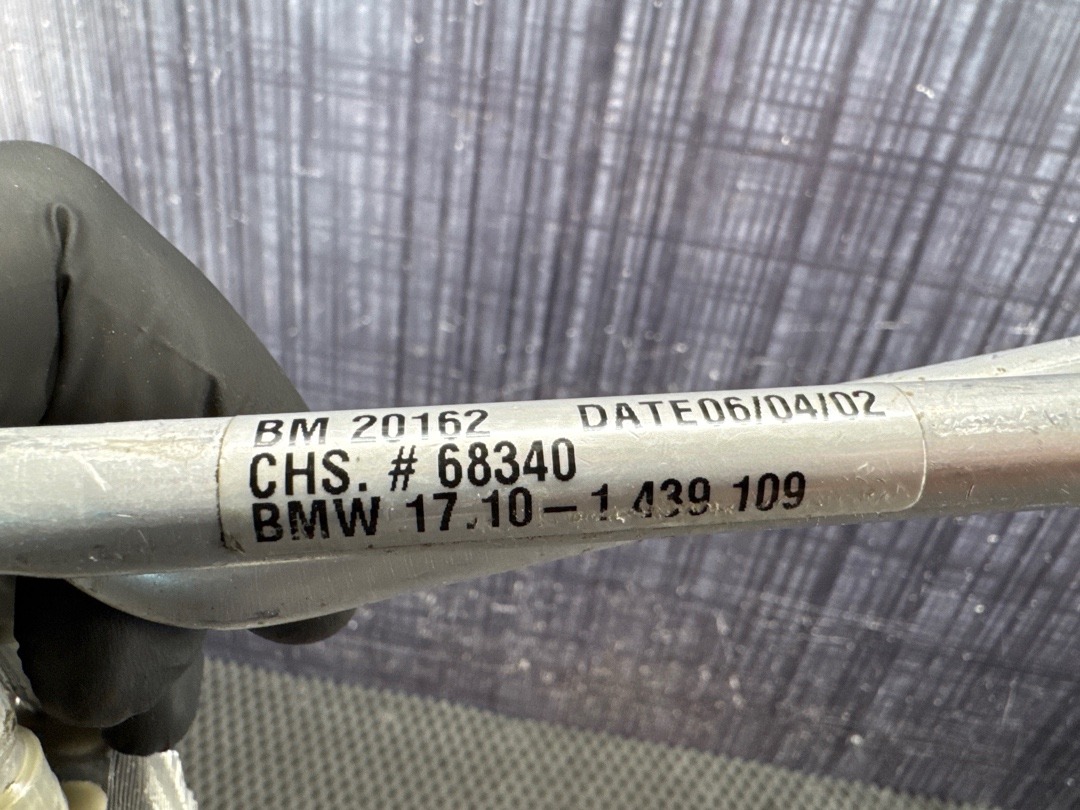 BM 20162 DATE06/04/02
CHS. # 68340
BMW 17.10-1 439 109